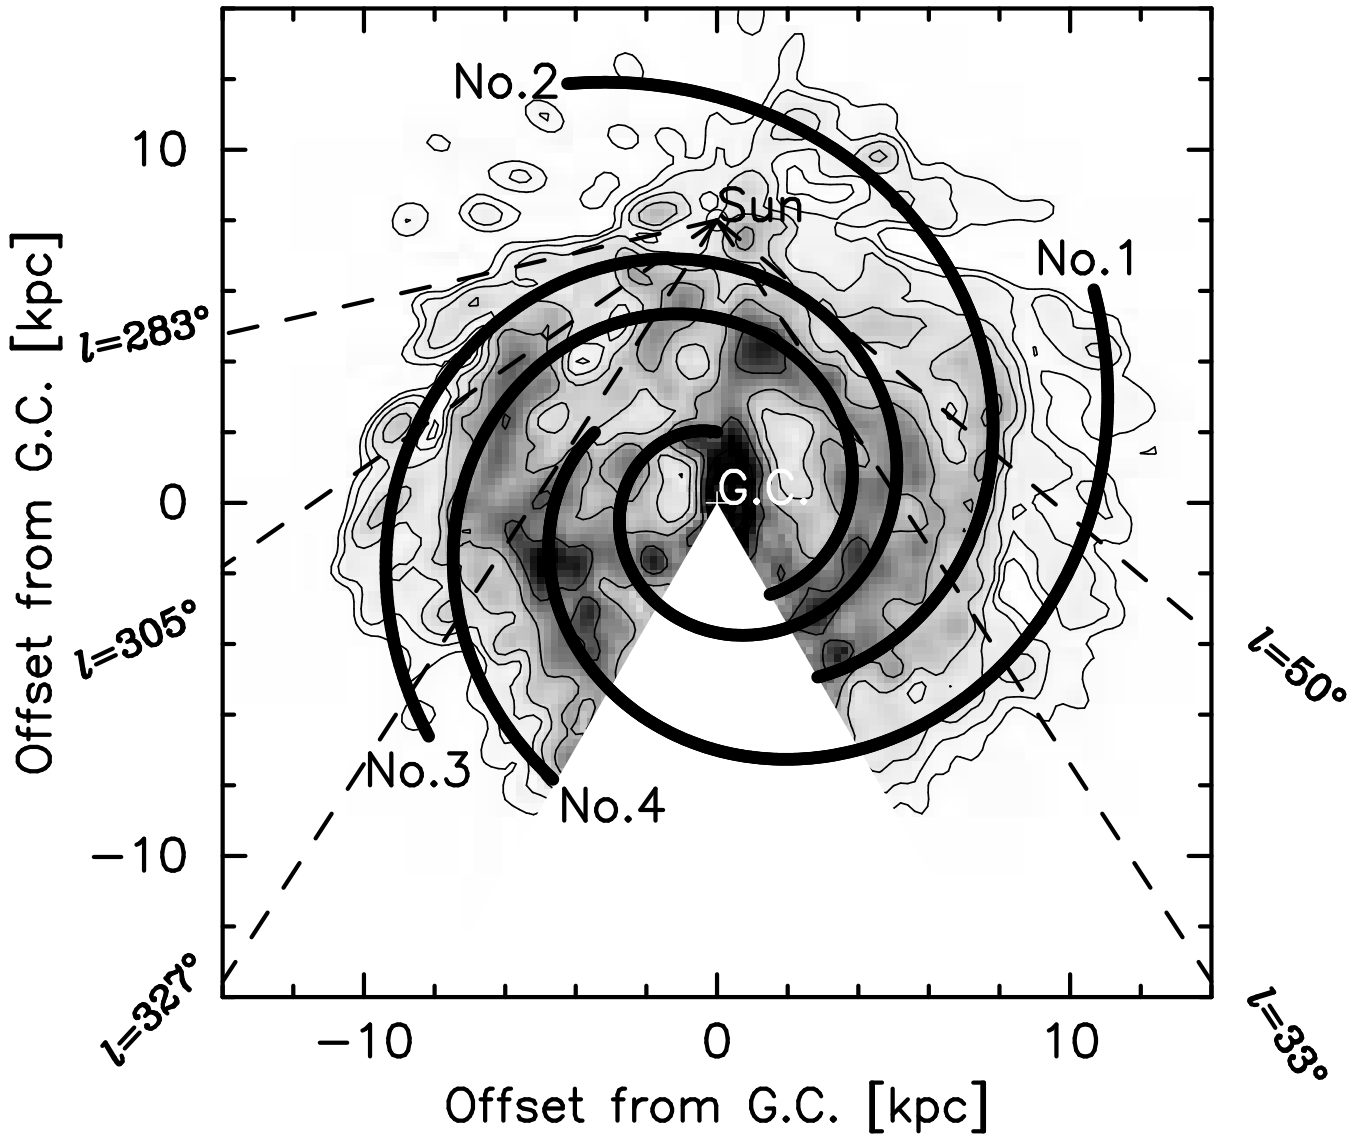 No.2
10
Sun
No.1
l=283°
Offset from G.C. [kpc]
0
G.C.
l=305°
l=50°
No.3
No.4
−10
l=327°
l=33°
−10
0
10
Offset from G.C. [kpc]